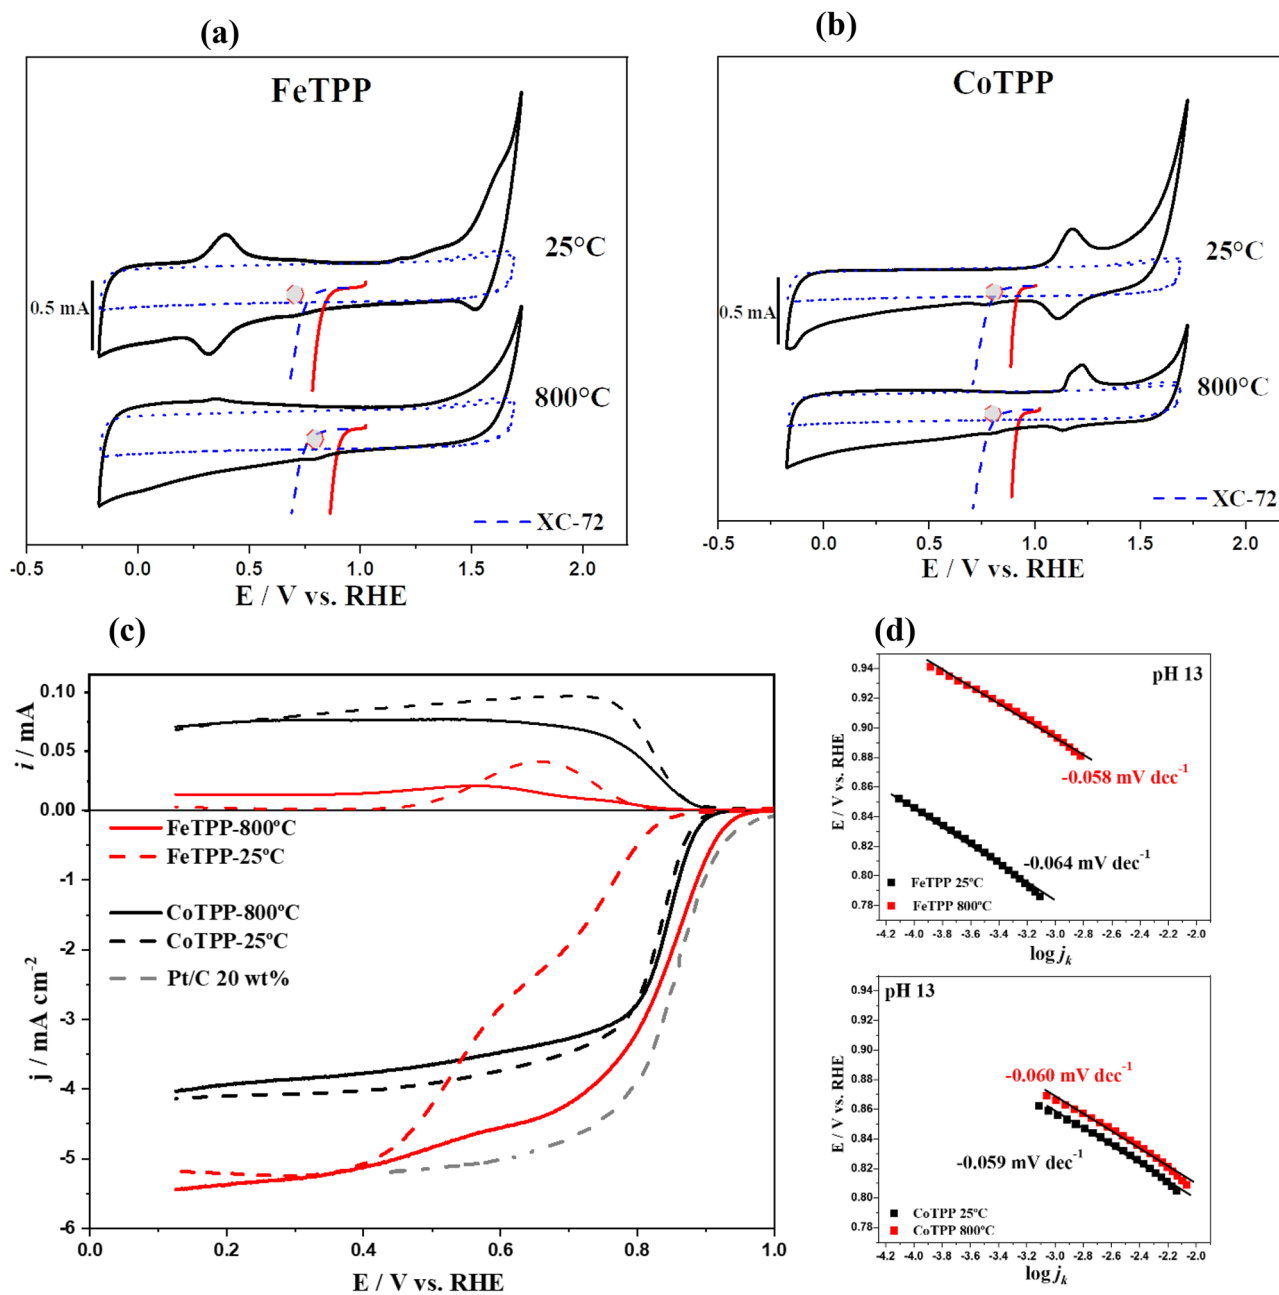 (a)
(b)
FeTPP
25°C
0.5 mA
800°C
XC-72
-0.5 0.0 0.5 1.0 1.5 2.0
E / V vs. RHE
CoTPP
25°C
0.5 mA
800°C
XC-72
-0.5 0.0 0.5 1.0 1.5 2.0
E / V vs. RHE
(c)
(d)
0.10
0.05
0.00
i / mA
FeTPP-800ºC
FeTPP-25ºC
CoTPP-800ºC
CoTPP-25ºC
Pt/C 20 wt%
-1
-2
-3
-4
-5
-6
j / mA cm-2
0.0 0.2 0.4 0.6 0.8 1.0
E / V vs. RHE
pH 13
0.94
0.92
0.90
0.88
0.86
0.84
0.82
0.80
0.78
E / V vs. RHE
-0.058 mV dec-1
-0.064 mV dec-1
FeTPP 25ºC
FeTPP 800ºC
-4.2 -4.0 -3.8 -3.6 -3.4 -3.2 -3.0 -2.8 -2.6 -2.4 -2.2 -2.0
log jk
pH 13
0.94
0.92
0.90
0.88
0.86
0.84
0.82
0.80
0.78
E / V vs. RHE
-0.060 mV dec-1
-0.059 mV dec-1
CoTPP 25ºC
CoTPP 800ºC
-4.2 -4.0 -3.8 -3.6 -3.4 -3.2 -3.0 -2.8 -2.6 -2.4 -2.2 -2.0
log jk